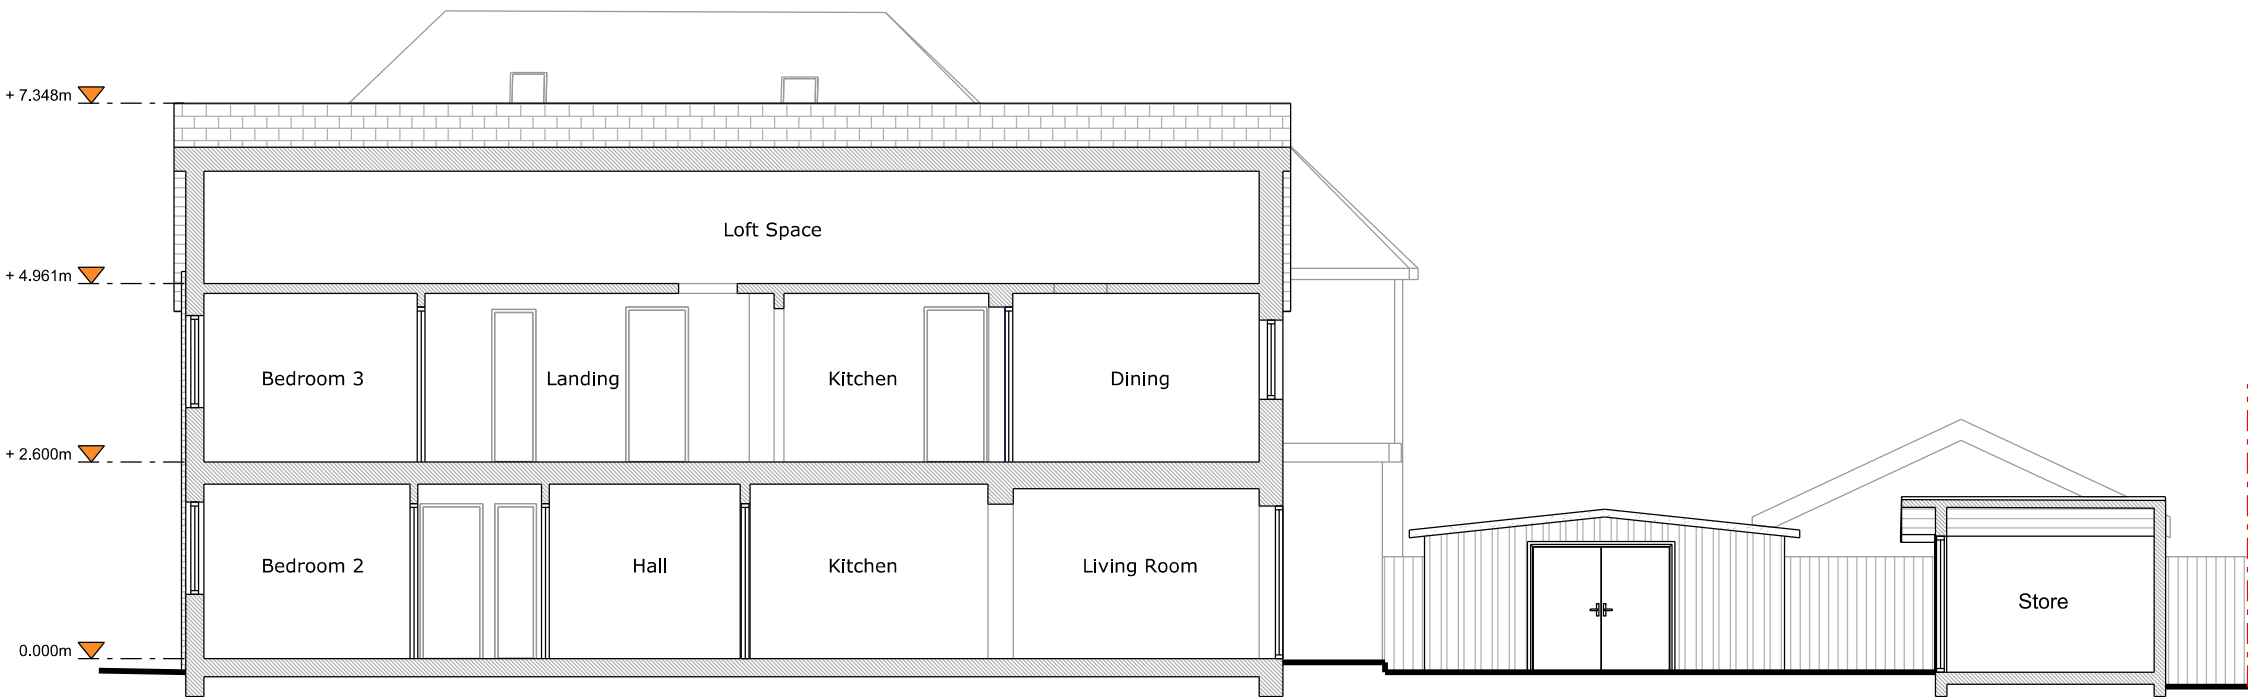 + 7.348m
Loft Space
+ 4.961m
Bedroom 3
Landing
Kitchen
Dining
+ 2.600m
Bedroom 2
Hall
Kitchen
Living Room
Store
0.000m